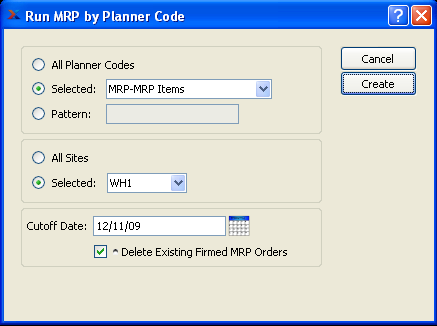 Run MRP by Planner Code
All Planner Codes
Cancel
Selected: MRP-MRP Items
Create
Pattern:
All Sites
Selected: WH1
Cutoff Date: 12/11/09
^ Delete Existing Firmed MRP Orders